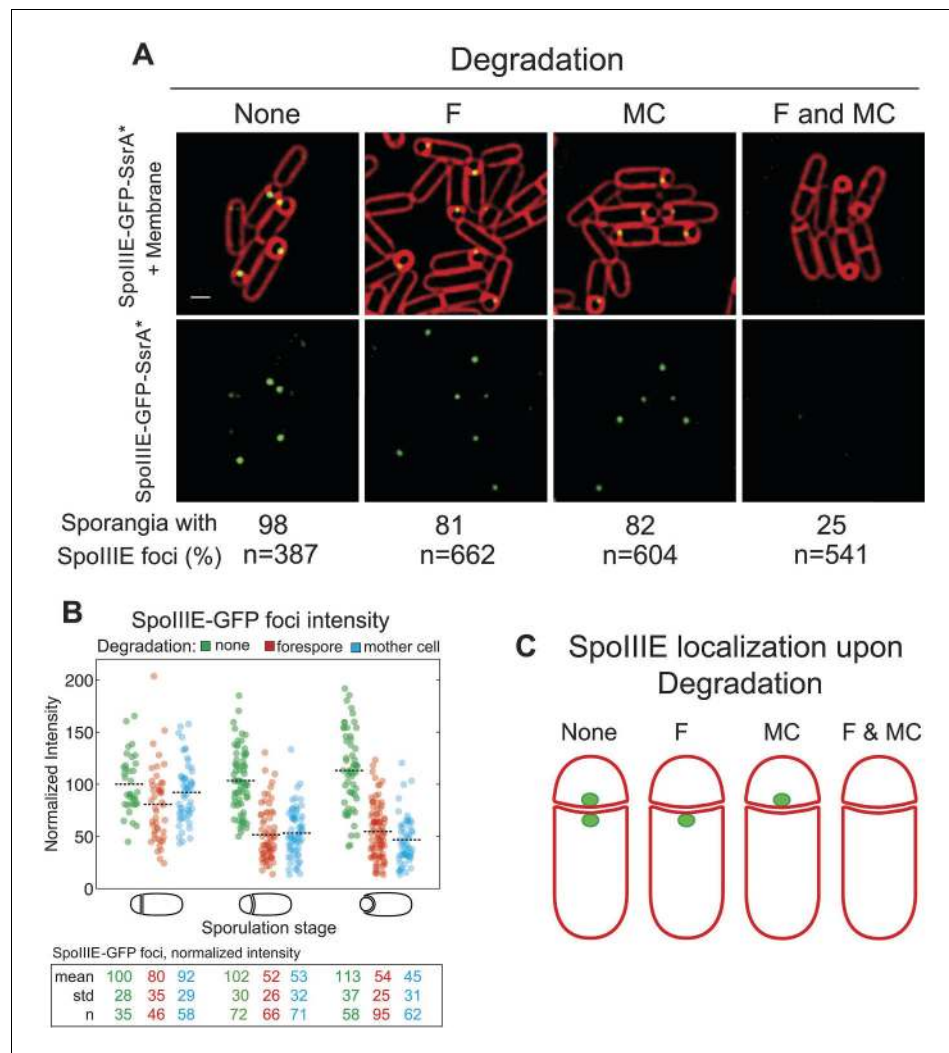 A
Degradation
None F MC F and MC
SpoIIIE-GFP-SsrA*
+ Membrane
SpoIIIE-GFP-SsrA*
Sporangia with
SpoIIIE foci (%)
98 81 82 25
n=387 n=662 n=604 n=541
B
SpoIIIE-GFP foci intensity
Degradation: none forespore mother cell
Normalized Intensity
200
150
100
50
0
Sporulation stage
SpoIIIE-GFP foci, normalized intensity
mean 100 80 92 102 52 53 113 54 45
std 28 35 29 30 26 32 37 25 31
n 35 46 58 72 66 71 58 95 62
C
SpoIIIE localization upon
Degradation
None F MC F & MC